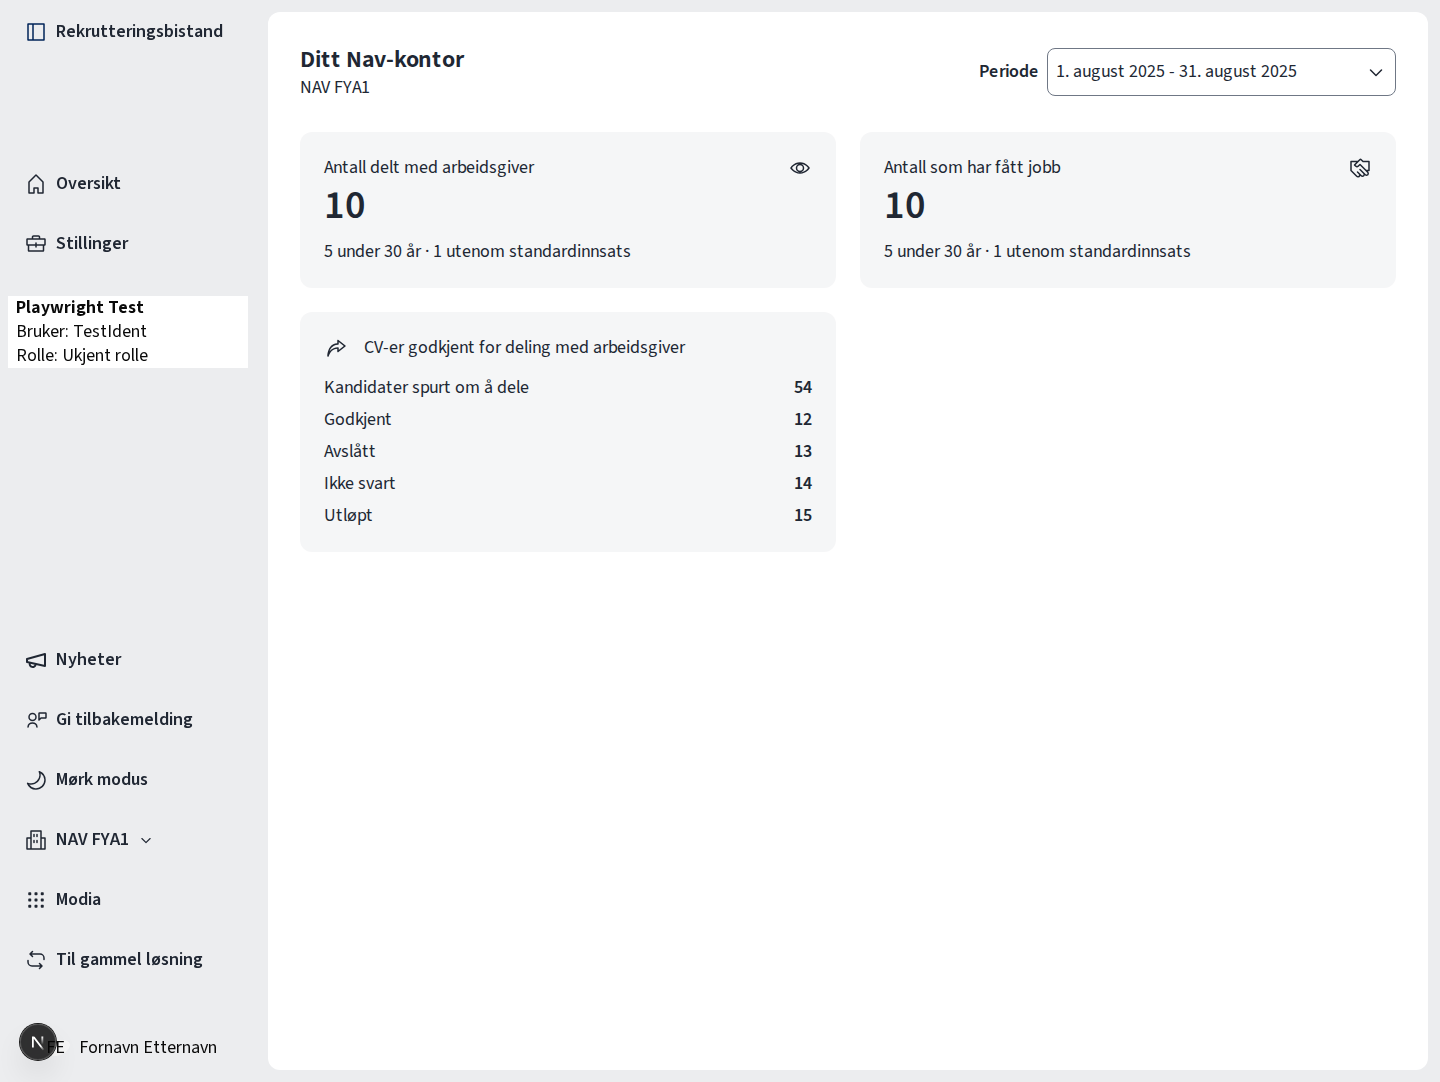 Rekrutteringsbistand
Oversikt
Stillinger
Playwright Test
Bruker: TestIdent
Rolle: Ukjent rolle
Nyheter
Gi tilbakemelding
Mørk modus
NAV FYA1
Modia
Til gammel løsning
N
FE Fornavn Etternavn
Ditt Nav-kontor
NAV FYA1
Periode 1. august 2025 - 31. august 2025
Antall delt med arbeidsgiver
10
5 under 30 år · 1 utenom standardinnsats
Antall som har fått jobb
10
5 under 30 år · 1 utenom standardinnsats
CV-er godkjent for deling med arbeidsgiver
Kandidater spurt om å dele 54
Godkjent 12
Avslått 13
Ikke svart 14
Utløpt 15